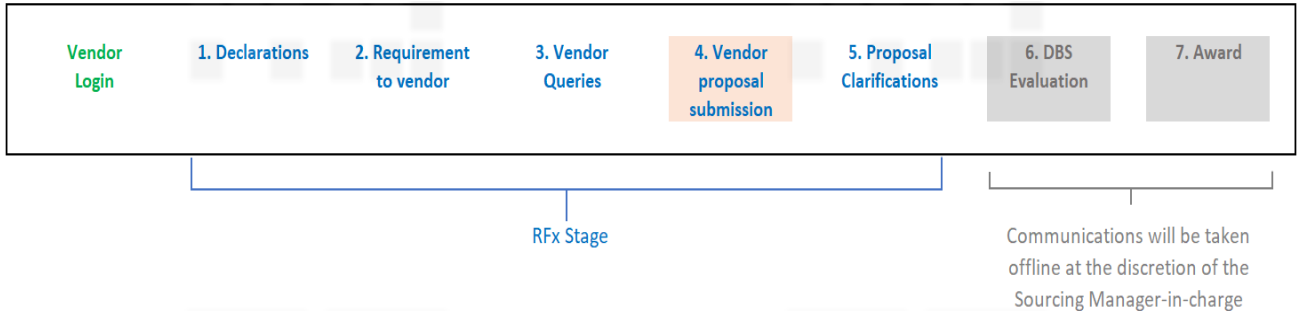 Vendor
Login
1. Declarations
2. Requirement
to vendor
3. Vendor
Queries
4. Vendor
proposal
submission
5. Proposal
Clarifications
6. DBS
Evaluation
7. Award
RFx Stage
Communications will be taken
offline at the discretion of the
Sourcing Manager-in-charge